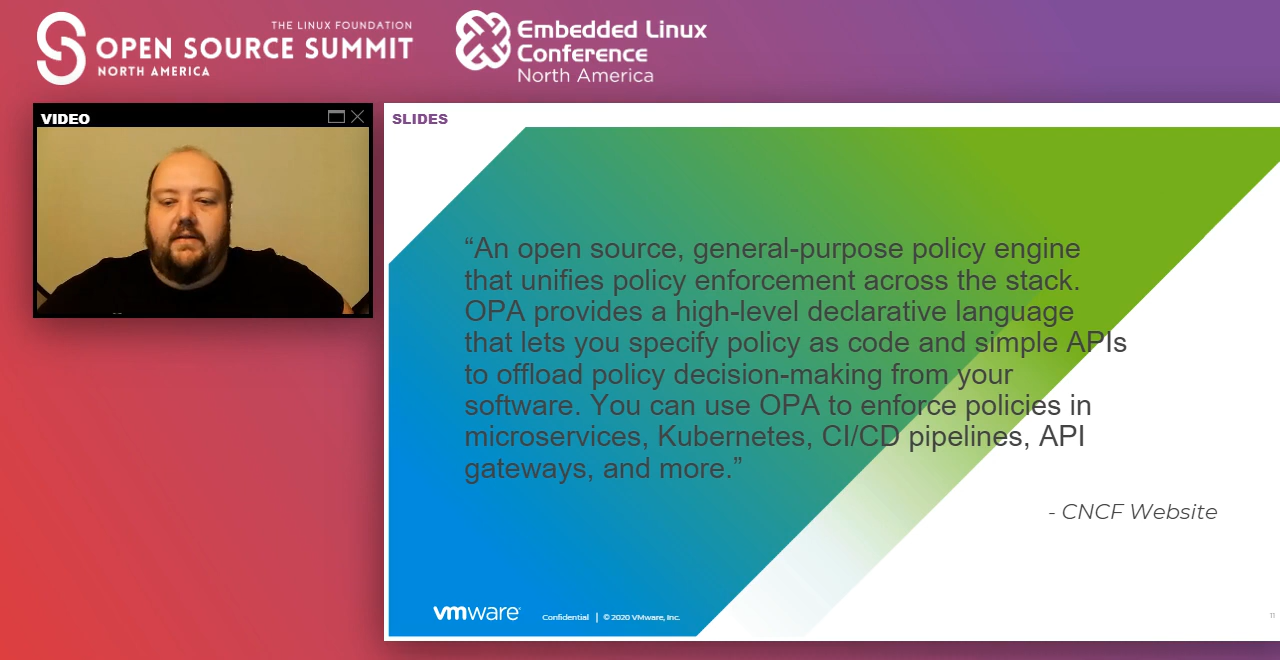 THE LINUX FOUNDATION
OPEN SOURCE SUMMIT
NORTH AMERICA
Embedded Linux
Conference
North America
VIDEO
SLIDES
“An open source, general-purpose policy engine
that unifies policy enforcement across the stack.
OPA provides a high-level declarative language
that lets you specify policy as code and simple APIs
to offload policy decision-making from your
software. You can use OPA to enforce policies in
microservices, Kubernetes, CI/CD pipelines, API
gateways, and more.”
- CNCF Website
vmware®
Confidential | © 2020 VMware, Inc.
11